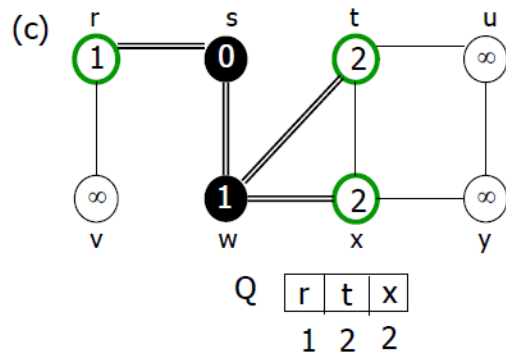 (c)
r s t u
1 0 2 ∞
∞ 1 2 ∞
v w x y
Q r t x
1 2 2